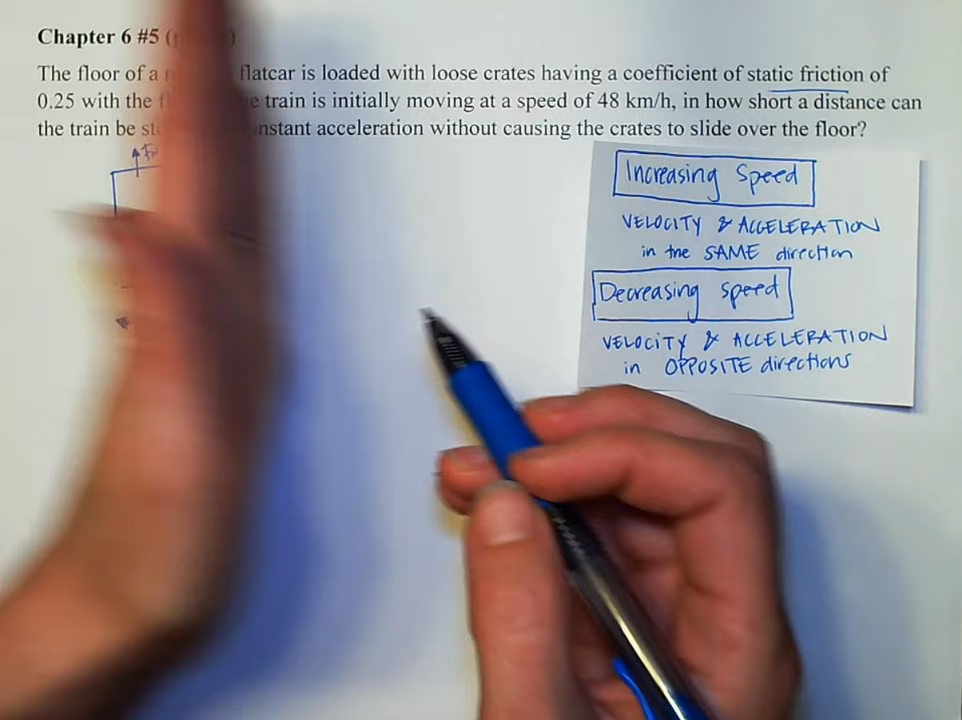 Chapter 6 #5
The floor of a flatcar is loaded with loose crates having a coefficient of static friction of
0.25 with the train is initially moving at a speed of 48 km/h, in how short a distance can
the train be acceleration without causing the crates to slide over the floor?
Increasing Speed
VELOCITY & ACCELERATION
in the SAME direction
Decreasing Speed
VELOCITY & ACCELERATION
in OPPOSITE directions